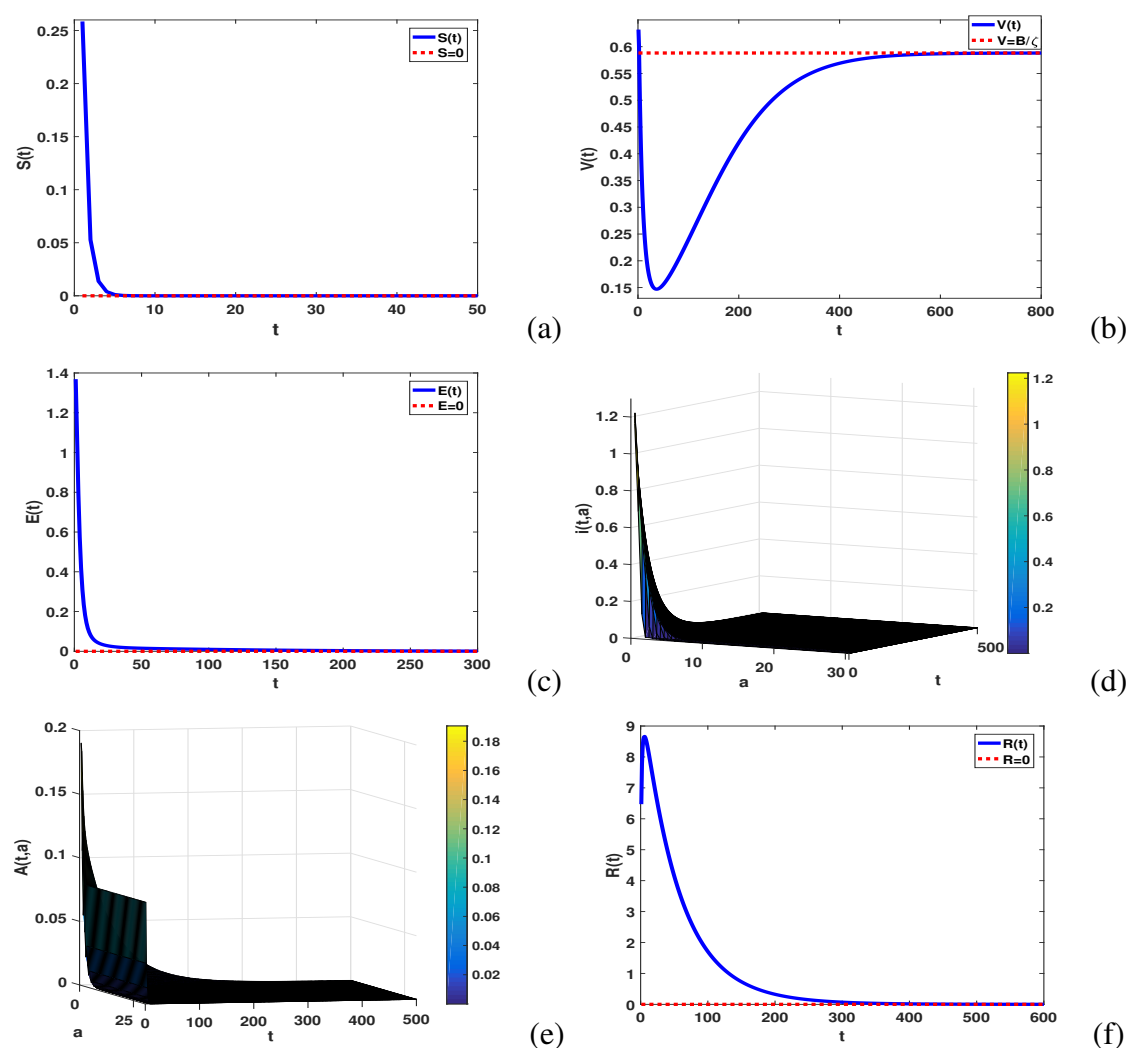 0.25
0.2
0.15
0.1
0.05
0
S(t)
0 10 20 30 40 50
t
S(t)
S=0
(a)
0.6
0.55
0.5
0.45
0.4
0.35
0.3
0.25
0.2
0.15
V(t)
0 200 400 600 800
t
V(t)
V=B/ζ
(b)
1.4
1.2
1
0.8
0.6
0.4
0.2
0
E(t)
0 50 100 150 200 250 300
t
E(t)
E=0
(c)
1.2
1
0.8
0.6
0.4
0.2
0
i(t,a)
0 10 20 30 0 500
a t
1.2
1
0.8
0.6
0.4
0.2
(d)
0.2
0.15
0.1
0.05
0
A(t,a)
0 25 0 100 200 300 400 500
a t
0.18
0.16
0.14
0.12
0.1
0.08
0.06
0.04
0.02
(e)
9
8
7
6
5
4
3
2
1
0
R(t)
0 100 200 300 400 500 600
t
R(t)
R=0
(f)